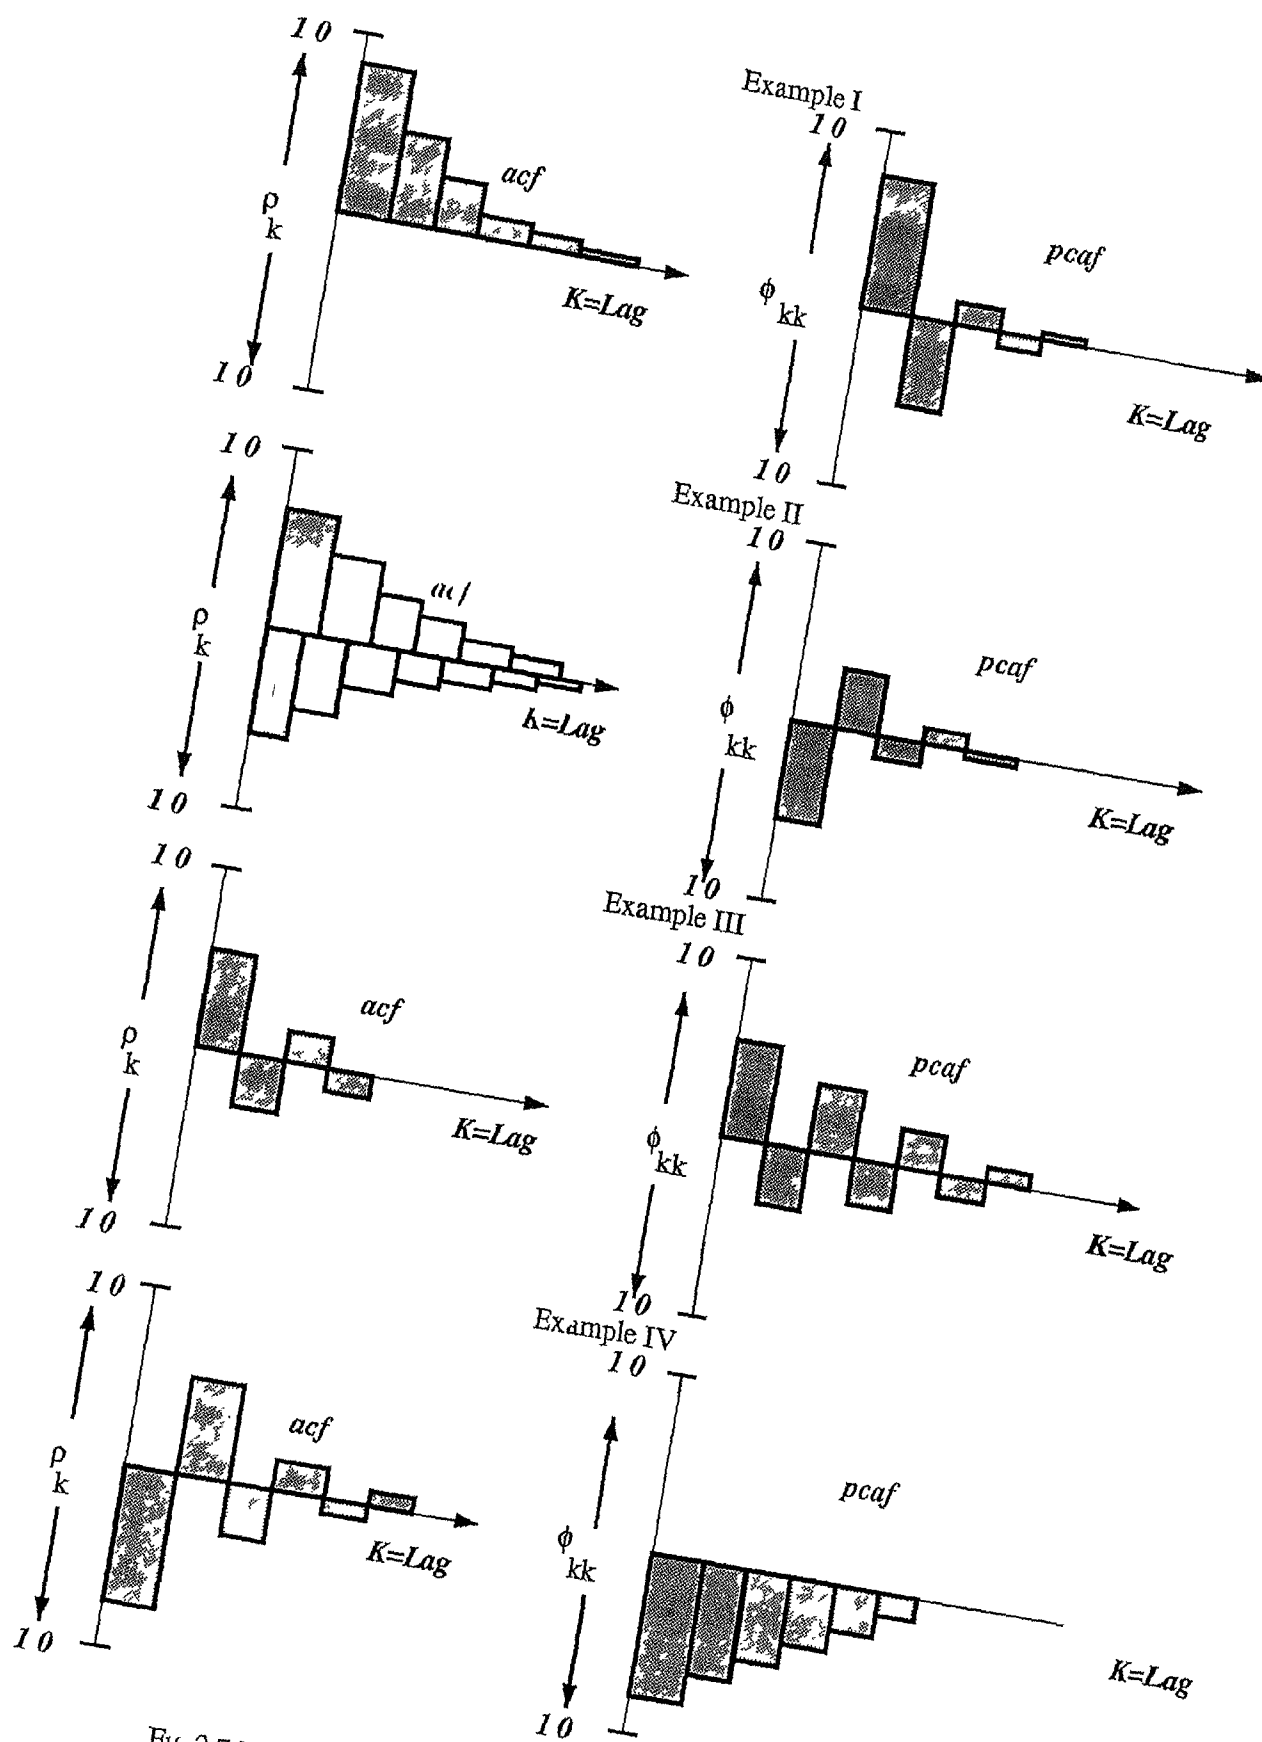 1 0
acf
ρ
k
K=Lag
1 0
Example I
1 0
pcaf
ϕ
kk
K=Lag
1 0
1 0
ρ
k
K=Lag
1 0
Example II
1 0
pcaf
ϕ
kk
K=Lag
1 0
1 0
acf
ρ
k
K=Lag
1 0
Example III
1 0
pcaf
ϕ
kk
K=Lag
1 0
1 0
acf
ρ
k
K=Lag
1 0
Example IV
1 0
pcaf
ϕ
kk
K=Lag
1 0